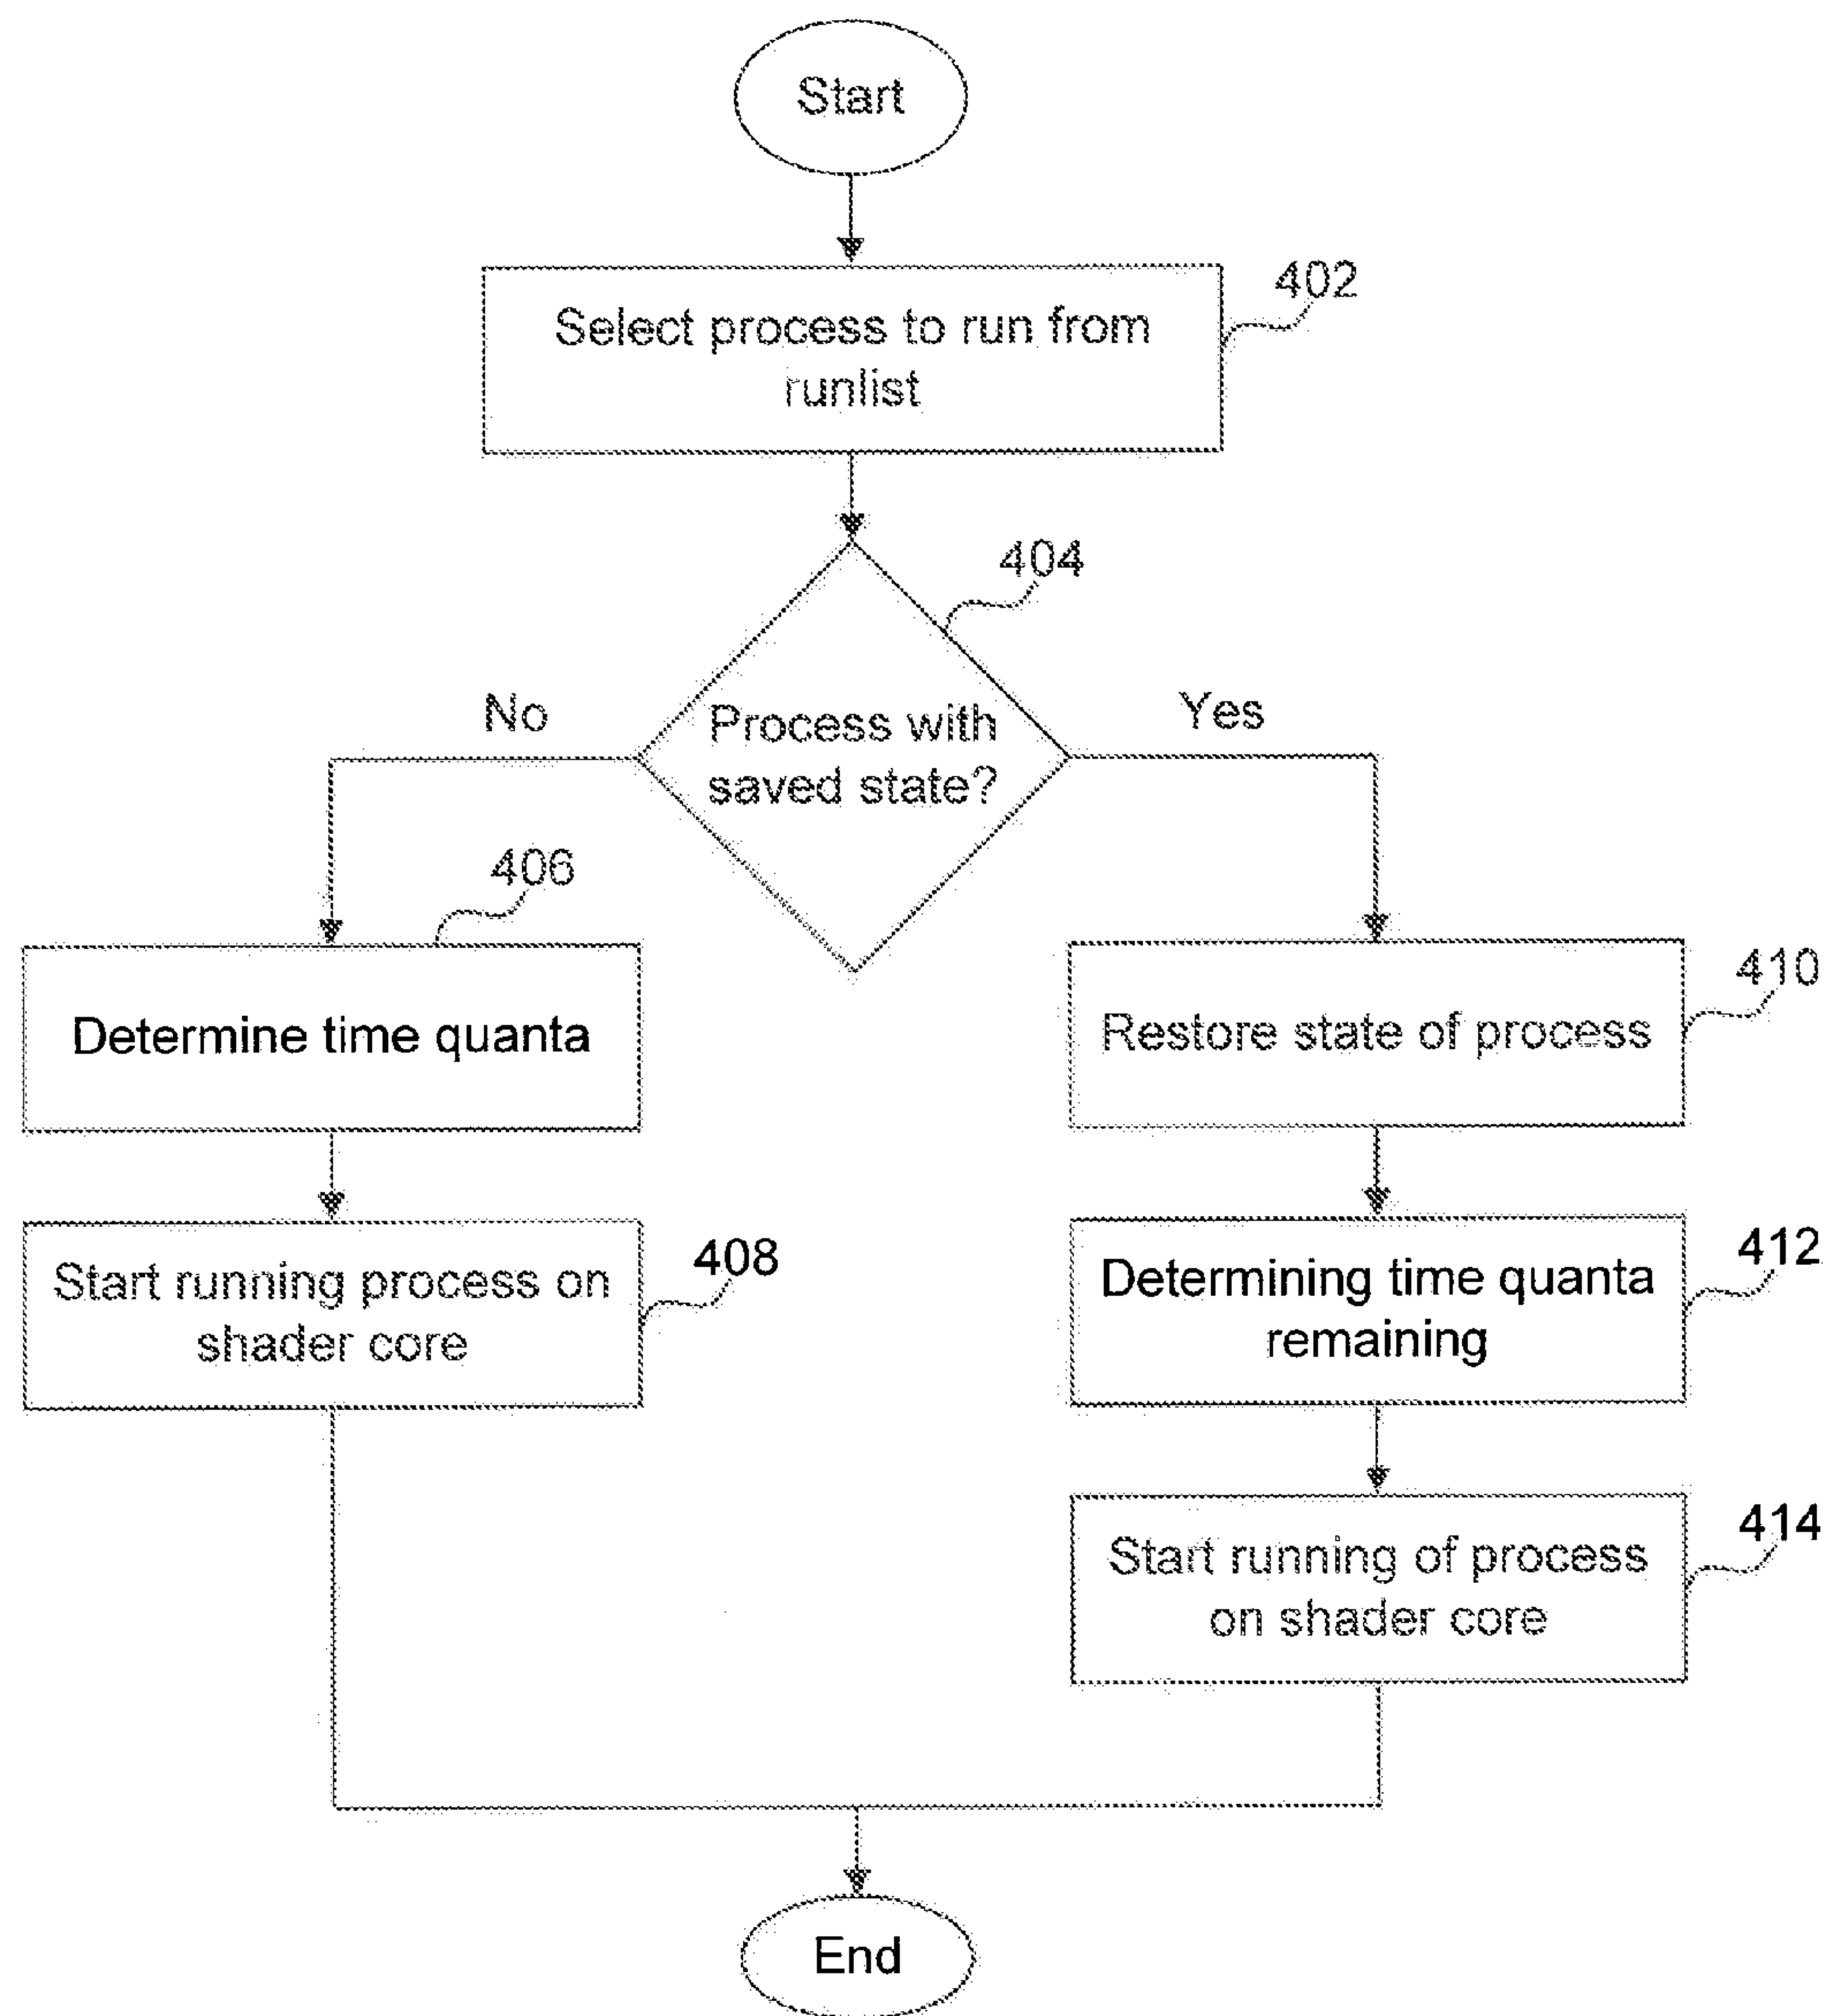 Start
402
Select process to run from
runlist
404
No
Yes
Process with
saved state?
406
410
Determine time quanta
Restore state of process
408
412
Start running process on
shader core
Determining time quanta
remaining
414
Start running of process
on shader core
End